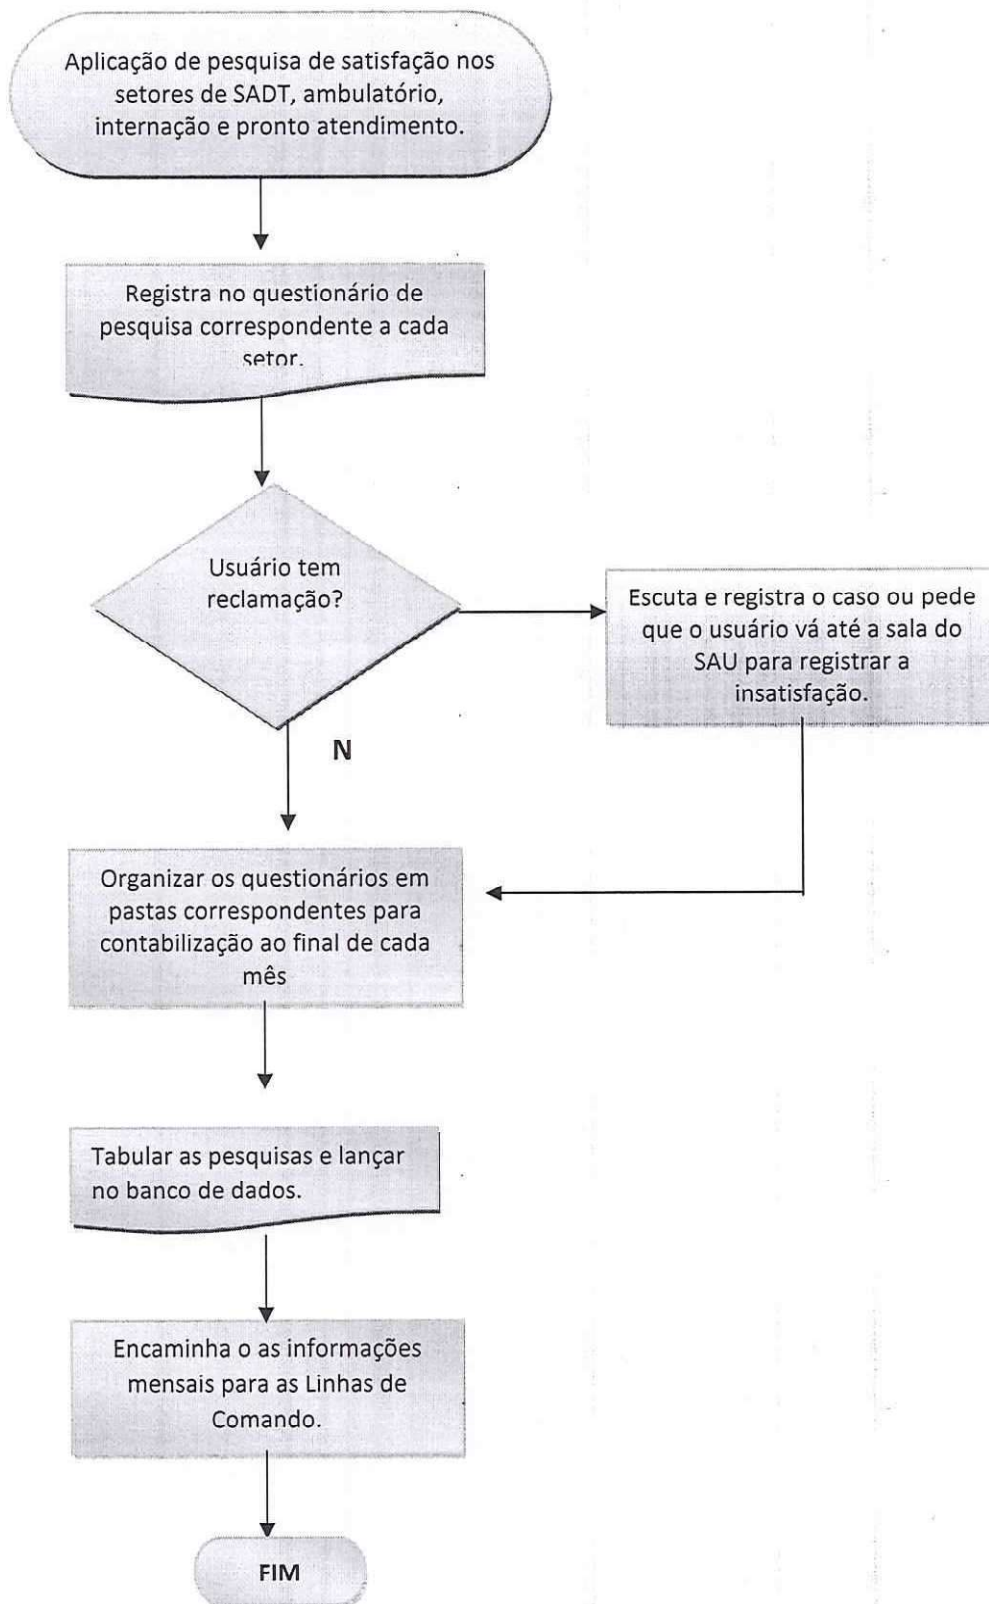 Aplicação de pesquisa de satisfação nos
setores de SADT, ambulatório,
internação e pronto atendimento.
Registra no questionário de
pesquisa correspondente a cada
setor.
Usuário tem
reclamação?
Escuta e registra o caso ou pede
que o usuário vá até a sala do
SAU para registrar a
insatisfação.
N
Organizar os questionários em
pastas correspondentes para
contabilização ao final de cada
mês
Tabular as pesquisas e lançar
no banco de dados.
Encaminha o as informações
mensais para as Linhas de
Comando.
FIM